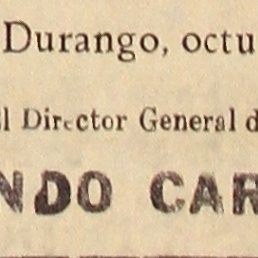 Durango, octu
l Director General d
NDO CAR